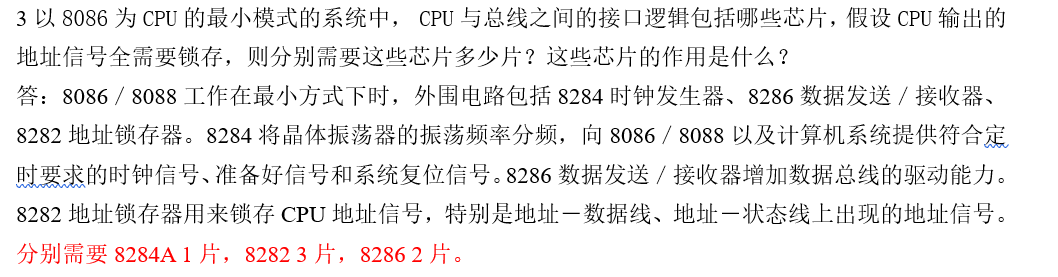 3 以 8086 为 CPU 的最小模式的系统中， CPU 与总线之间的接口逻辑包括哪些芯片，假设 CPU 输出的
地址信号全需要锁存，则分别需要这些芯片多少片？这些芯片的作用是什么？
答：8086／8088 工作在最小方式下时，外围电路包括 8284 时钟发生器、8286 数据发送／接收器、
8282 地址锁存器。8284 将晶体振荡器的振荡频率分频，向 8086／8088 以及计算机系统提供符合定
时要求的时钟信号、准备好信号和系统复位信号。8286 数据发送／接收器增加数据总线的驱动能力。
8282 地址锁存器用来锁存 CPU 地址信号，特别是地址－数据线、地址－状态线上出现的地址信号。
分别需要 8284A 1 片，8282 3 片，8286 2 片。